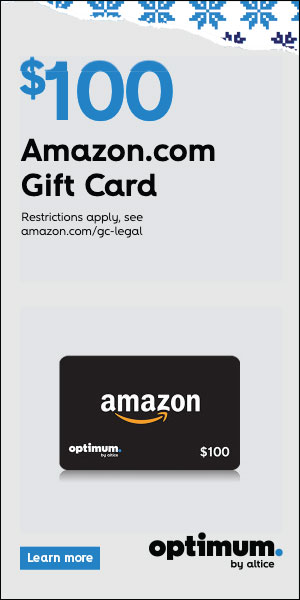 $100
Amazon.com
Gift Card
Restrictions apply, see
amazon.com/gc-legal
amazon
optimum.
by altice
$100
Learn more
optimum.
by altice